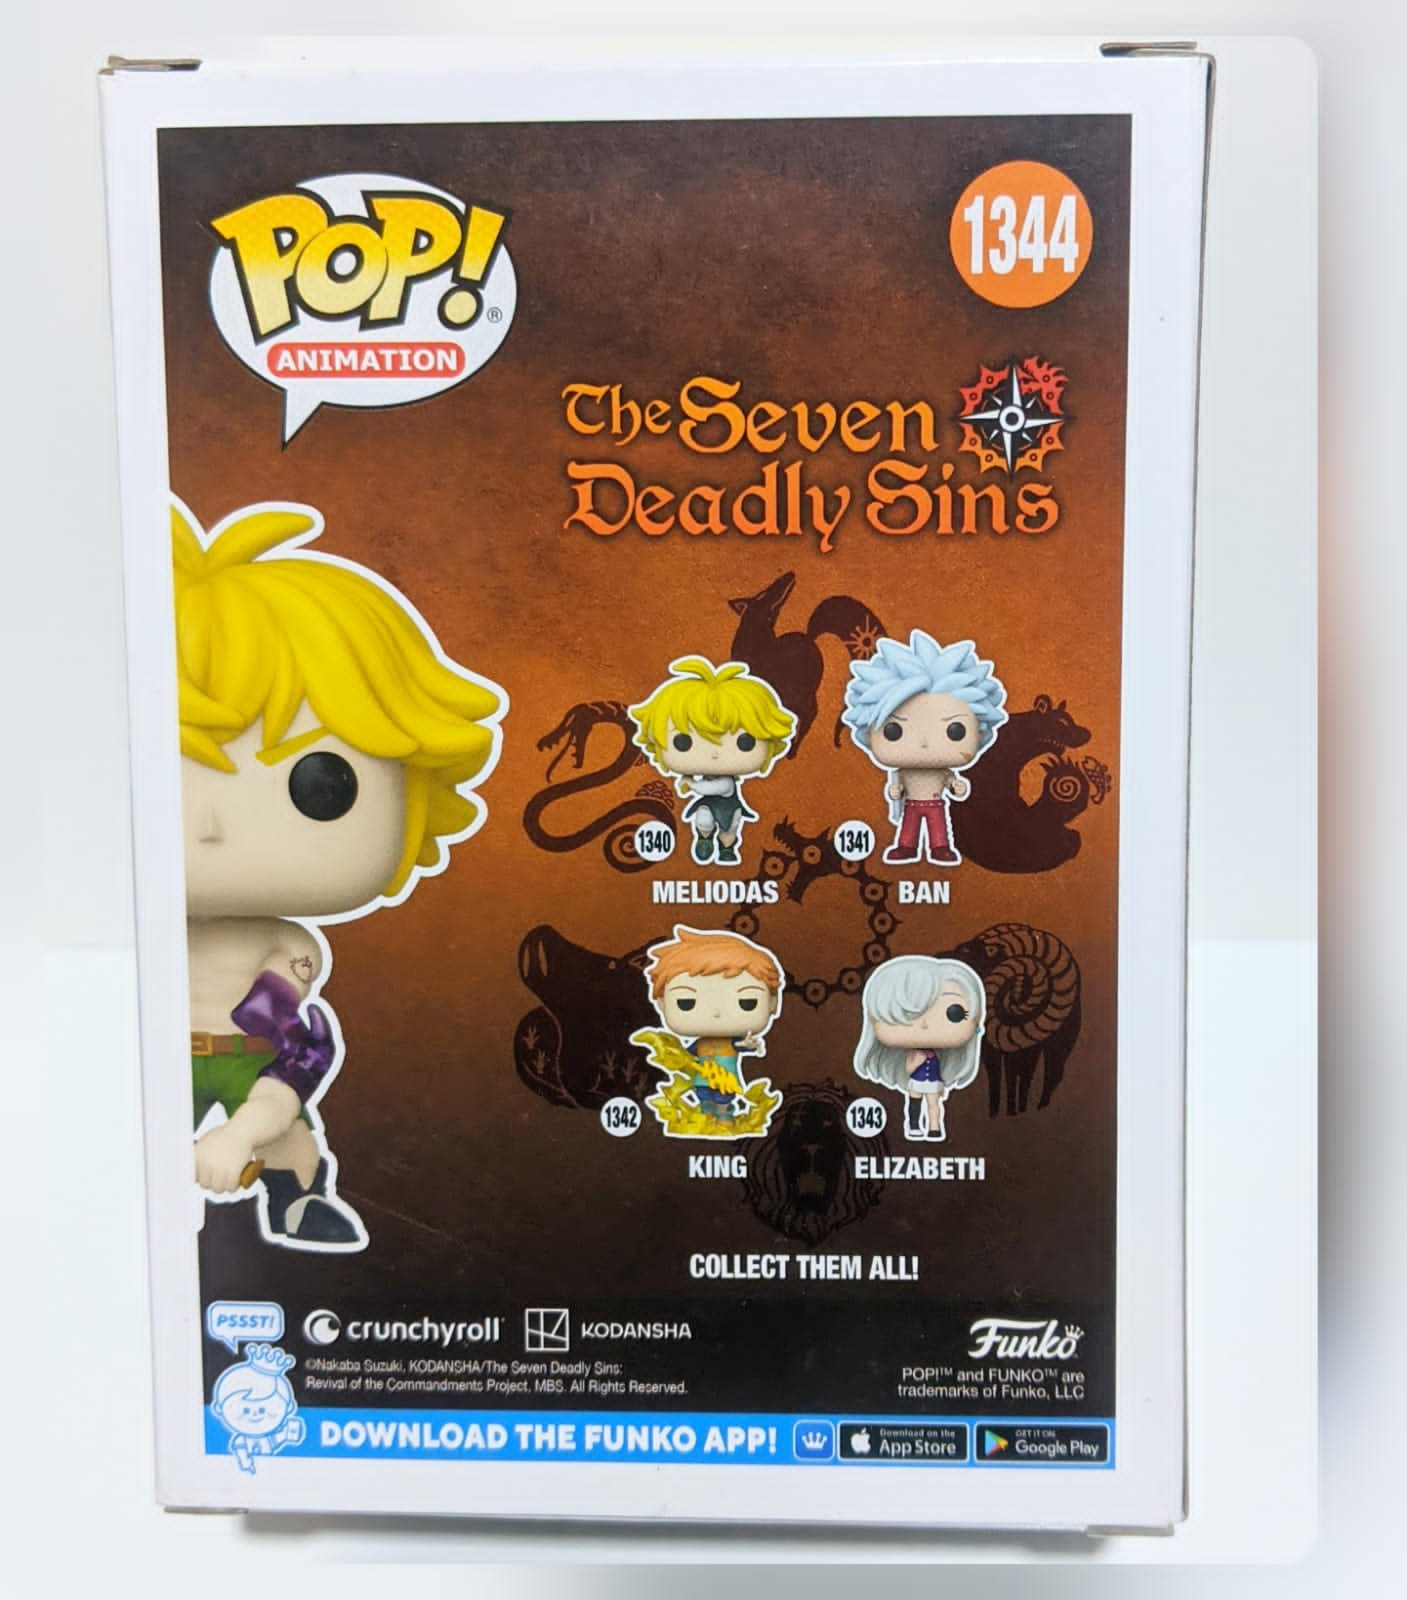 POP!®
ANIMATION
1344
The Seven
Deadly Sins
1340
1341
MELIODAS
BAN
1342
1343
KING
ELIZABETH
COLLECT THEM ALL!
PSSST!
crunchyroll
KODANSHA
Funko
©Nakaba Suzuki, KODANSHA/The Seven Deadly Sins:
Revival of the Commandments Project, MBS. All Rights Reserved.
POP!™ and FUNKO™ are
trademarks of Funko, LLC
DOWNLOAD THE FUNKO APP!
Download on the
App Store
GET IT ON
Google Play